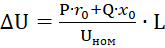 ΔU = P·r₀+Q·x₀ / Uном · L